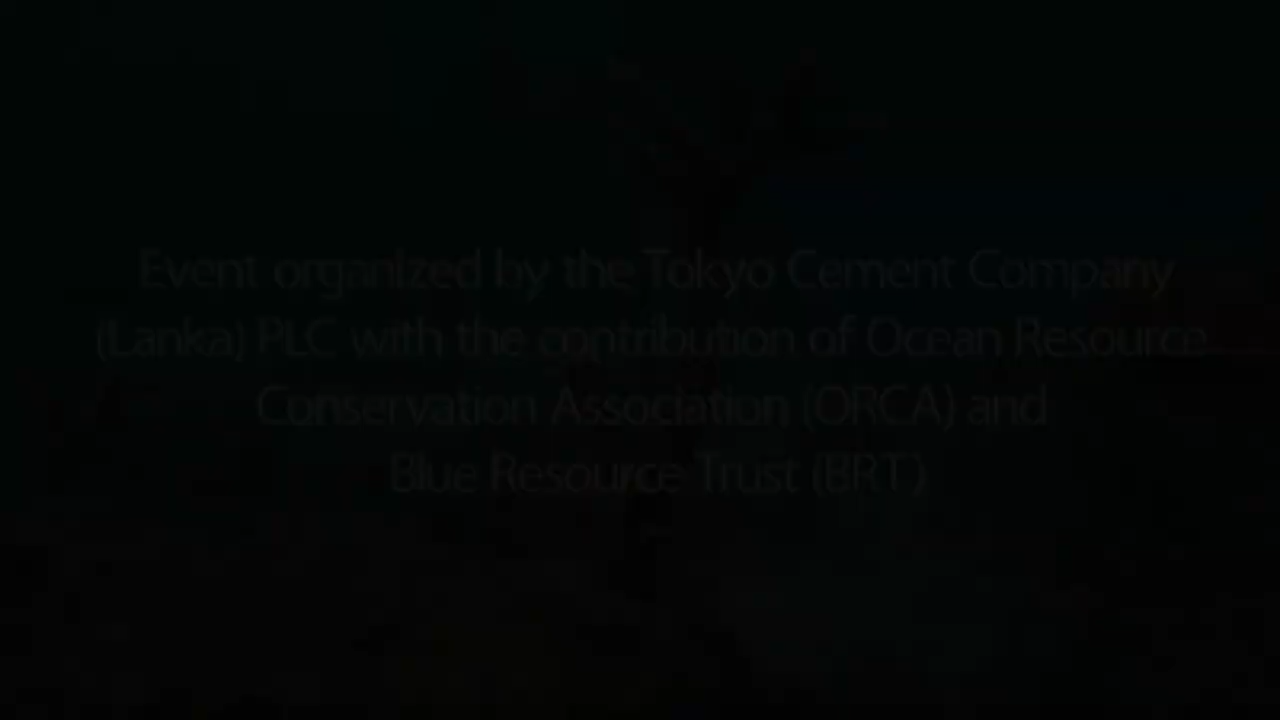 Event organized by the Tokyo Cement Company
(Lanka) PLC with the contribution of Ocean Resource
Conservation Association (ORCA) and
Blue Resource Trust (BRT)